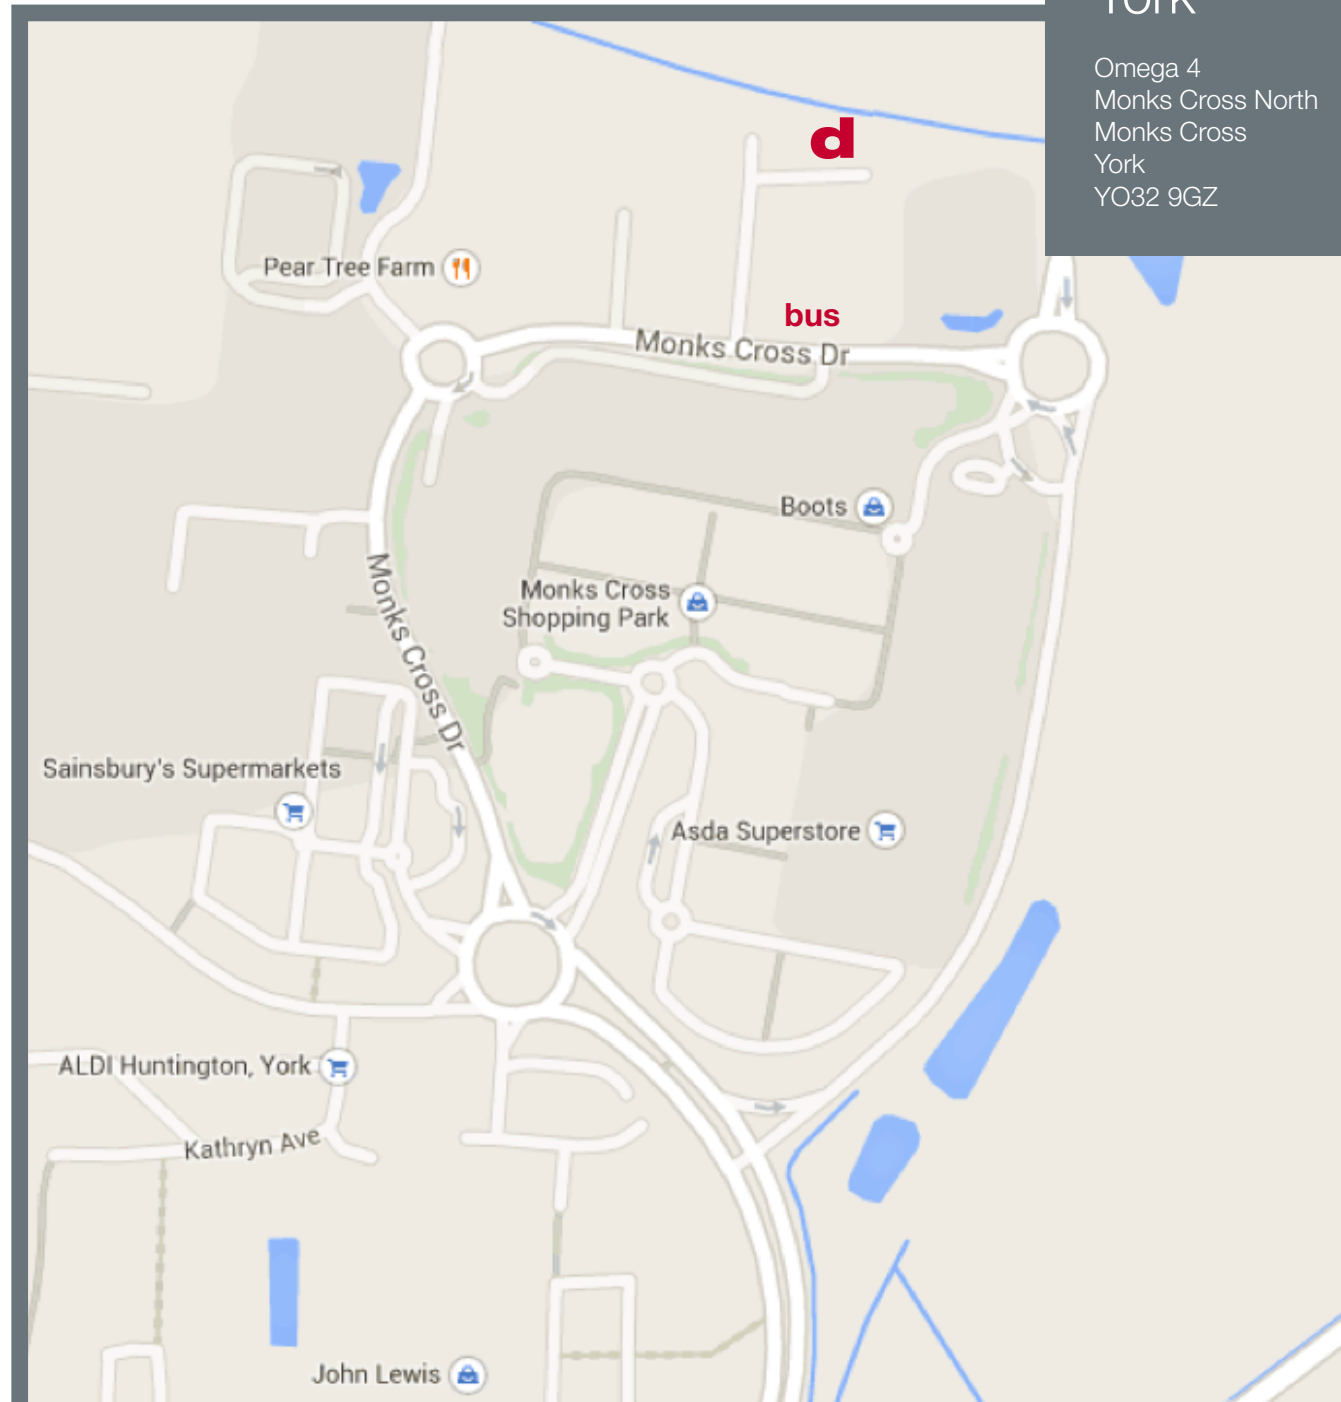 York
Omega 4
Monks Cross North
Monks Cross
York
YO32 9GZ
d
Pear Tree Farm
bus
Monks Cross Dr
Boots
Monks Cross
Shopping Park
Monks Cross Dr
Sainsbury's Supermarkets
Asda Superstore
ALDI Huntington, York
Kathryn Ave
John Lewis